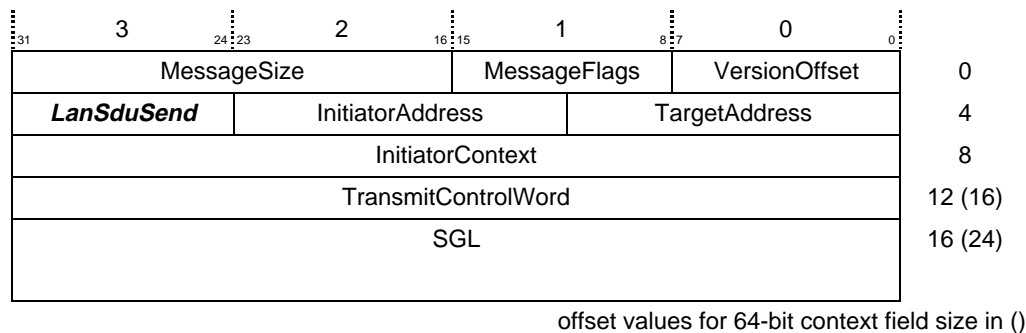 3 2 1 0
31 24 23 16 15 8 7 0
MessageSize MessageFlags VersionOffset 0
LanSduSend InitiatorAddress TargetAddress 4
InitiatorContext 8
TransmitControlWord 12 (16)
SGL 16 (24)
offset values for 64-bit context field size in ()